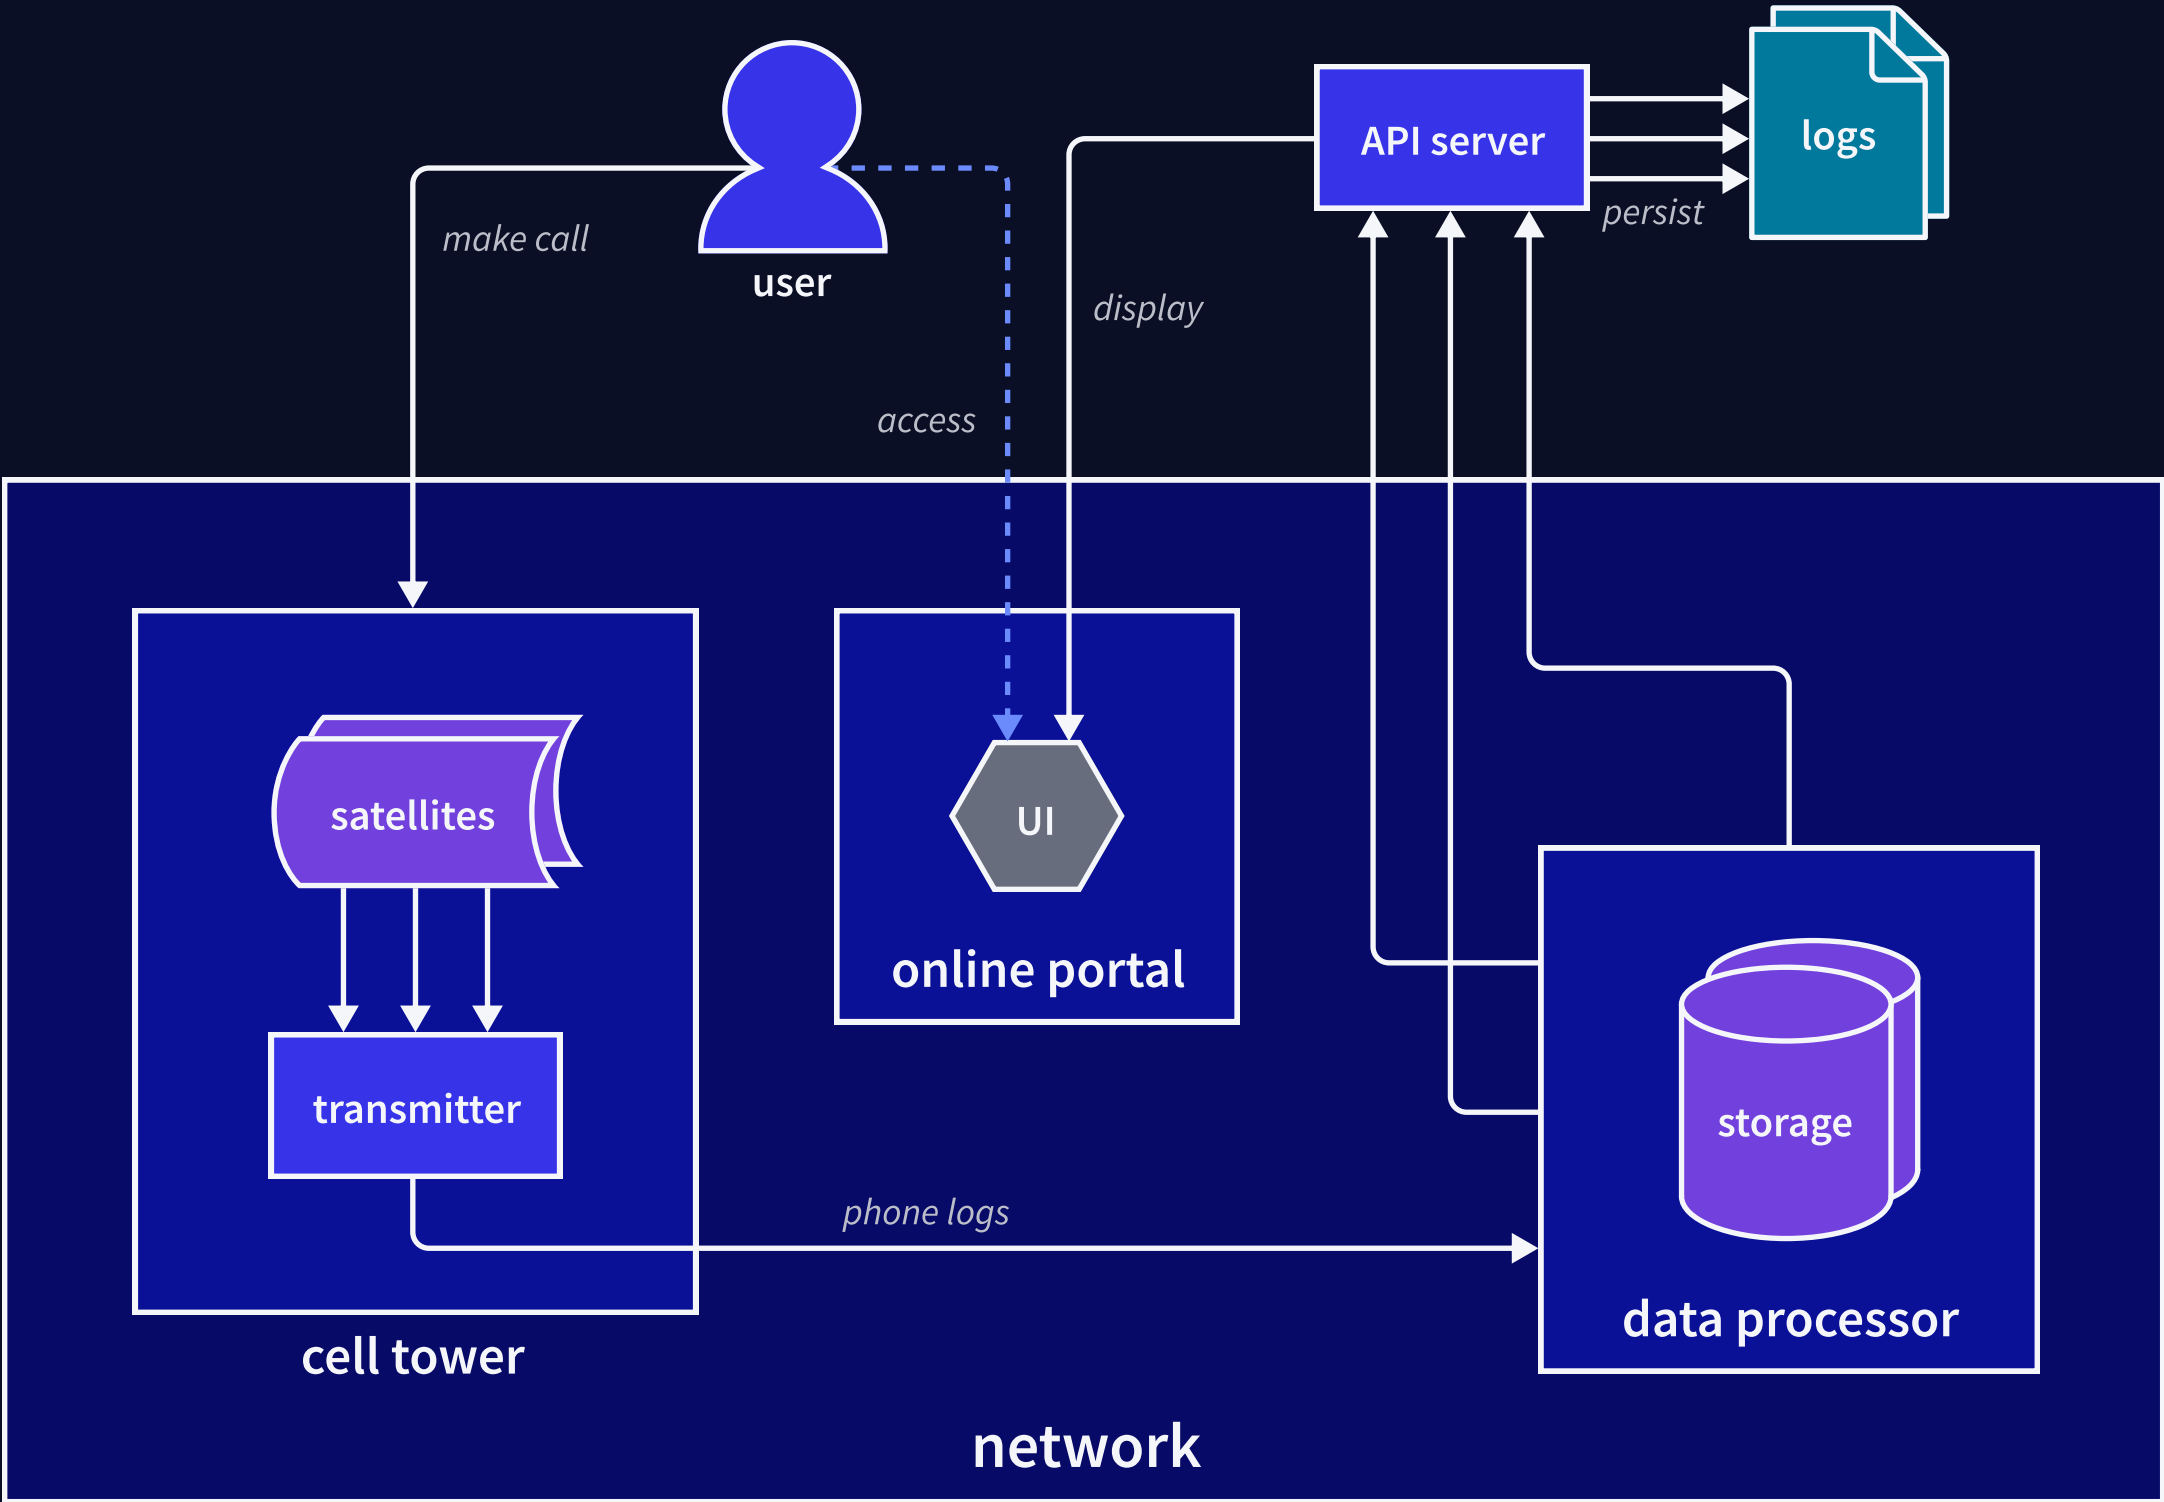 API server
logs
persist
make call
user
display
access
satellites
UI
online portal
transmitter
storage
phone logs
data processor
cell tower
network